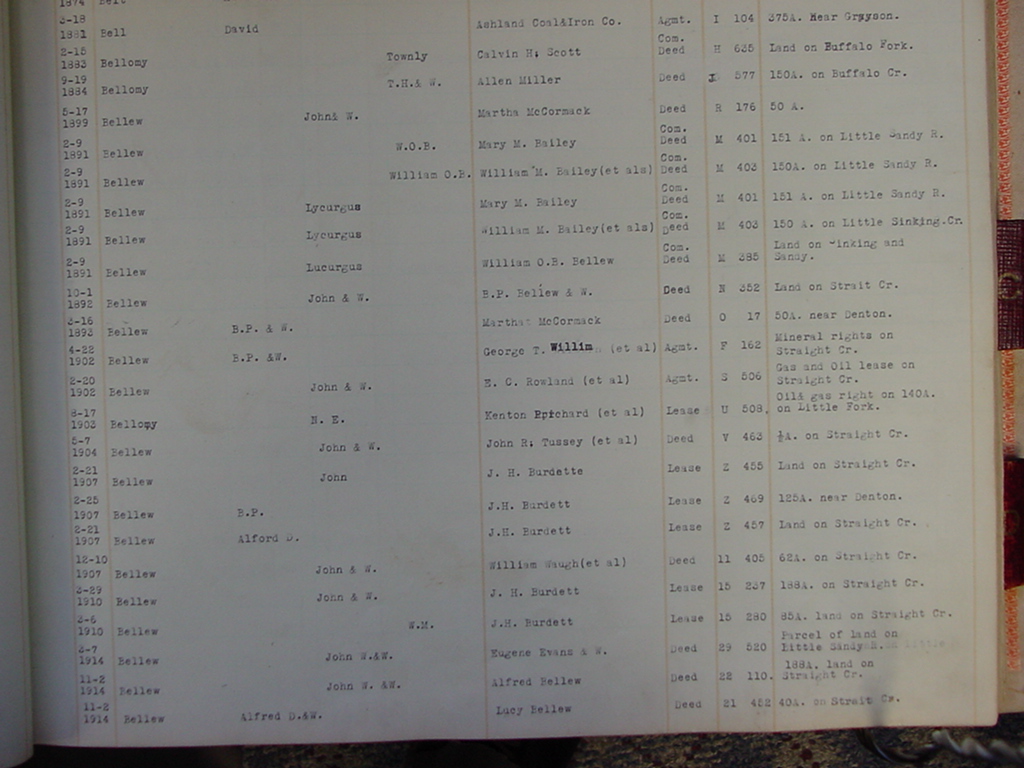 1874 Belt
3-18
1881 Bell David Ashland Coal&Iron Co. Agmt. I 104 375A. Near Grayson.
2-15
1883 Bellomy Townly Calvin H. Scott Com. Deed H 635 Land on Buffalo Fork.
9-19
1884 Bellomy T.H.& W. Allen Miller Deed J 577 150A. on Buffalo Cr.
5-17
1899 Bellew John& W. Martha McCormack Deed R 176 50 A.
2-9
1891 Bellew W.O.B. Mary M. Bailey Com. Deed M 401 151 A. on Little Sandy R.
2-9
1891 Bellew William O.B. William M. Bailey(et als) Com. Deed M 403 150A. on Little Sandy R.
2-9
1891 Bellew Lycurgus Mary M. Bailey Com. Deed M 401 151 A. on Little Sandy R.
2-9
1891 Bellew Lycurgus William M. Bailey(et als) Com. Deed M 403 150 A. on Little Sinking.Cr.
2-9
1891 Bellew Lucurgus William O.B. Bellew Com. Deed M 385 Land on Sinking and
Sandy.
10-1
1892 Bellew John & W. B.P. Bellew & W. Deed N 352 Land on Strait Cr.
3-16
1893 Bellew B.P. & W. Martha McCormack Deed O 17 50A. near Denton.
4-22
1902 Bellew B.P. &W. George T. Willim (et al) Agmt. F 162 Mineral rights on
Straight Cr.
2-20
1902 Bellew John & W. E. C. Rowland (et al) Agmt. S 506 Gas and Oil lease on
Straight Cr.
8-17
1903 Bellomy N. E. Kenton Eprichard (et al) Lease U 508. Oil& gas right on 140A.
on Little Fork.
5-7
1904 Bellew John & W. John R. Tussey (et al) Deed V 463 ½A. on Straight Cr.
2-21
1907 Bellew John J. H. Burdette Lease Z 455 Land on Straight Cr.
2-25
1907 Bellew B.P. J.H. Burdett Lease Z 469 125A. near Denton.
2-21
1907 Bellew Alford D. J.H. Burdett Lease Z 457 Land on Straight Cr.
12-10
1907 Bellew John & W. William Waugh(et al) Deed 11 405 62A. on Straight Cr.
3-29
1910 Bellew John & W. J. H. Burdett Lease 15 237 188A. on Straight Cr.
3-6
1910 Bellew W.M. J.H. Burdett Lease 15 280 85A. land on Straight Cr.
2-7
1914 Bellew John W.&W. Eugene Evans & W. Deed 29 520 Parcel of land on
Little Sandy R.
11-2
1914 Bellew John W. &W. Alfred Bellew Deed 22 110. 188A. land on
Straight Cr.
11-2
1914 Bellew Alfred D.&W. Lucy Bellew Deed 21 452 40A. on Strait Cr.